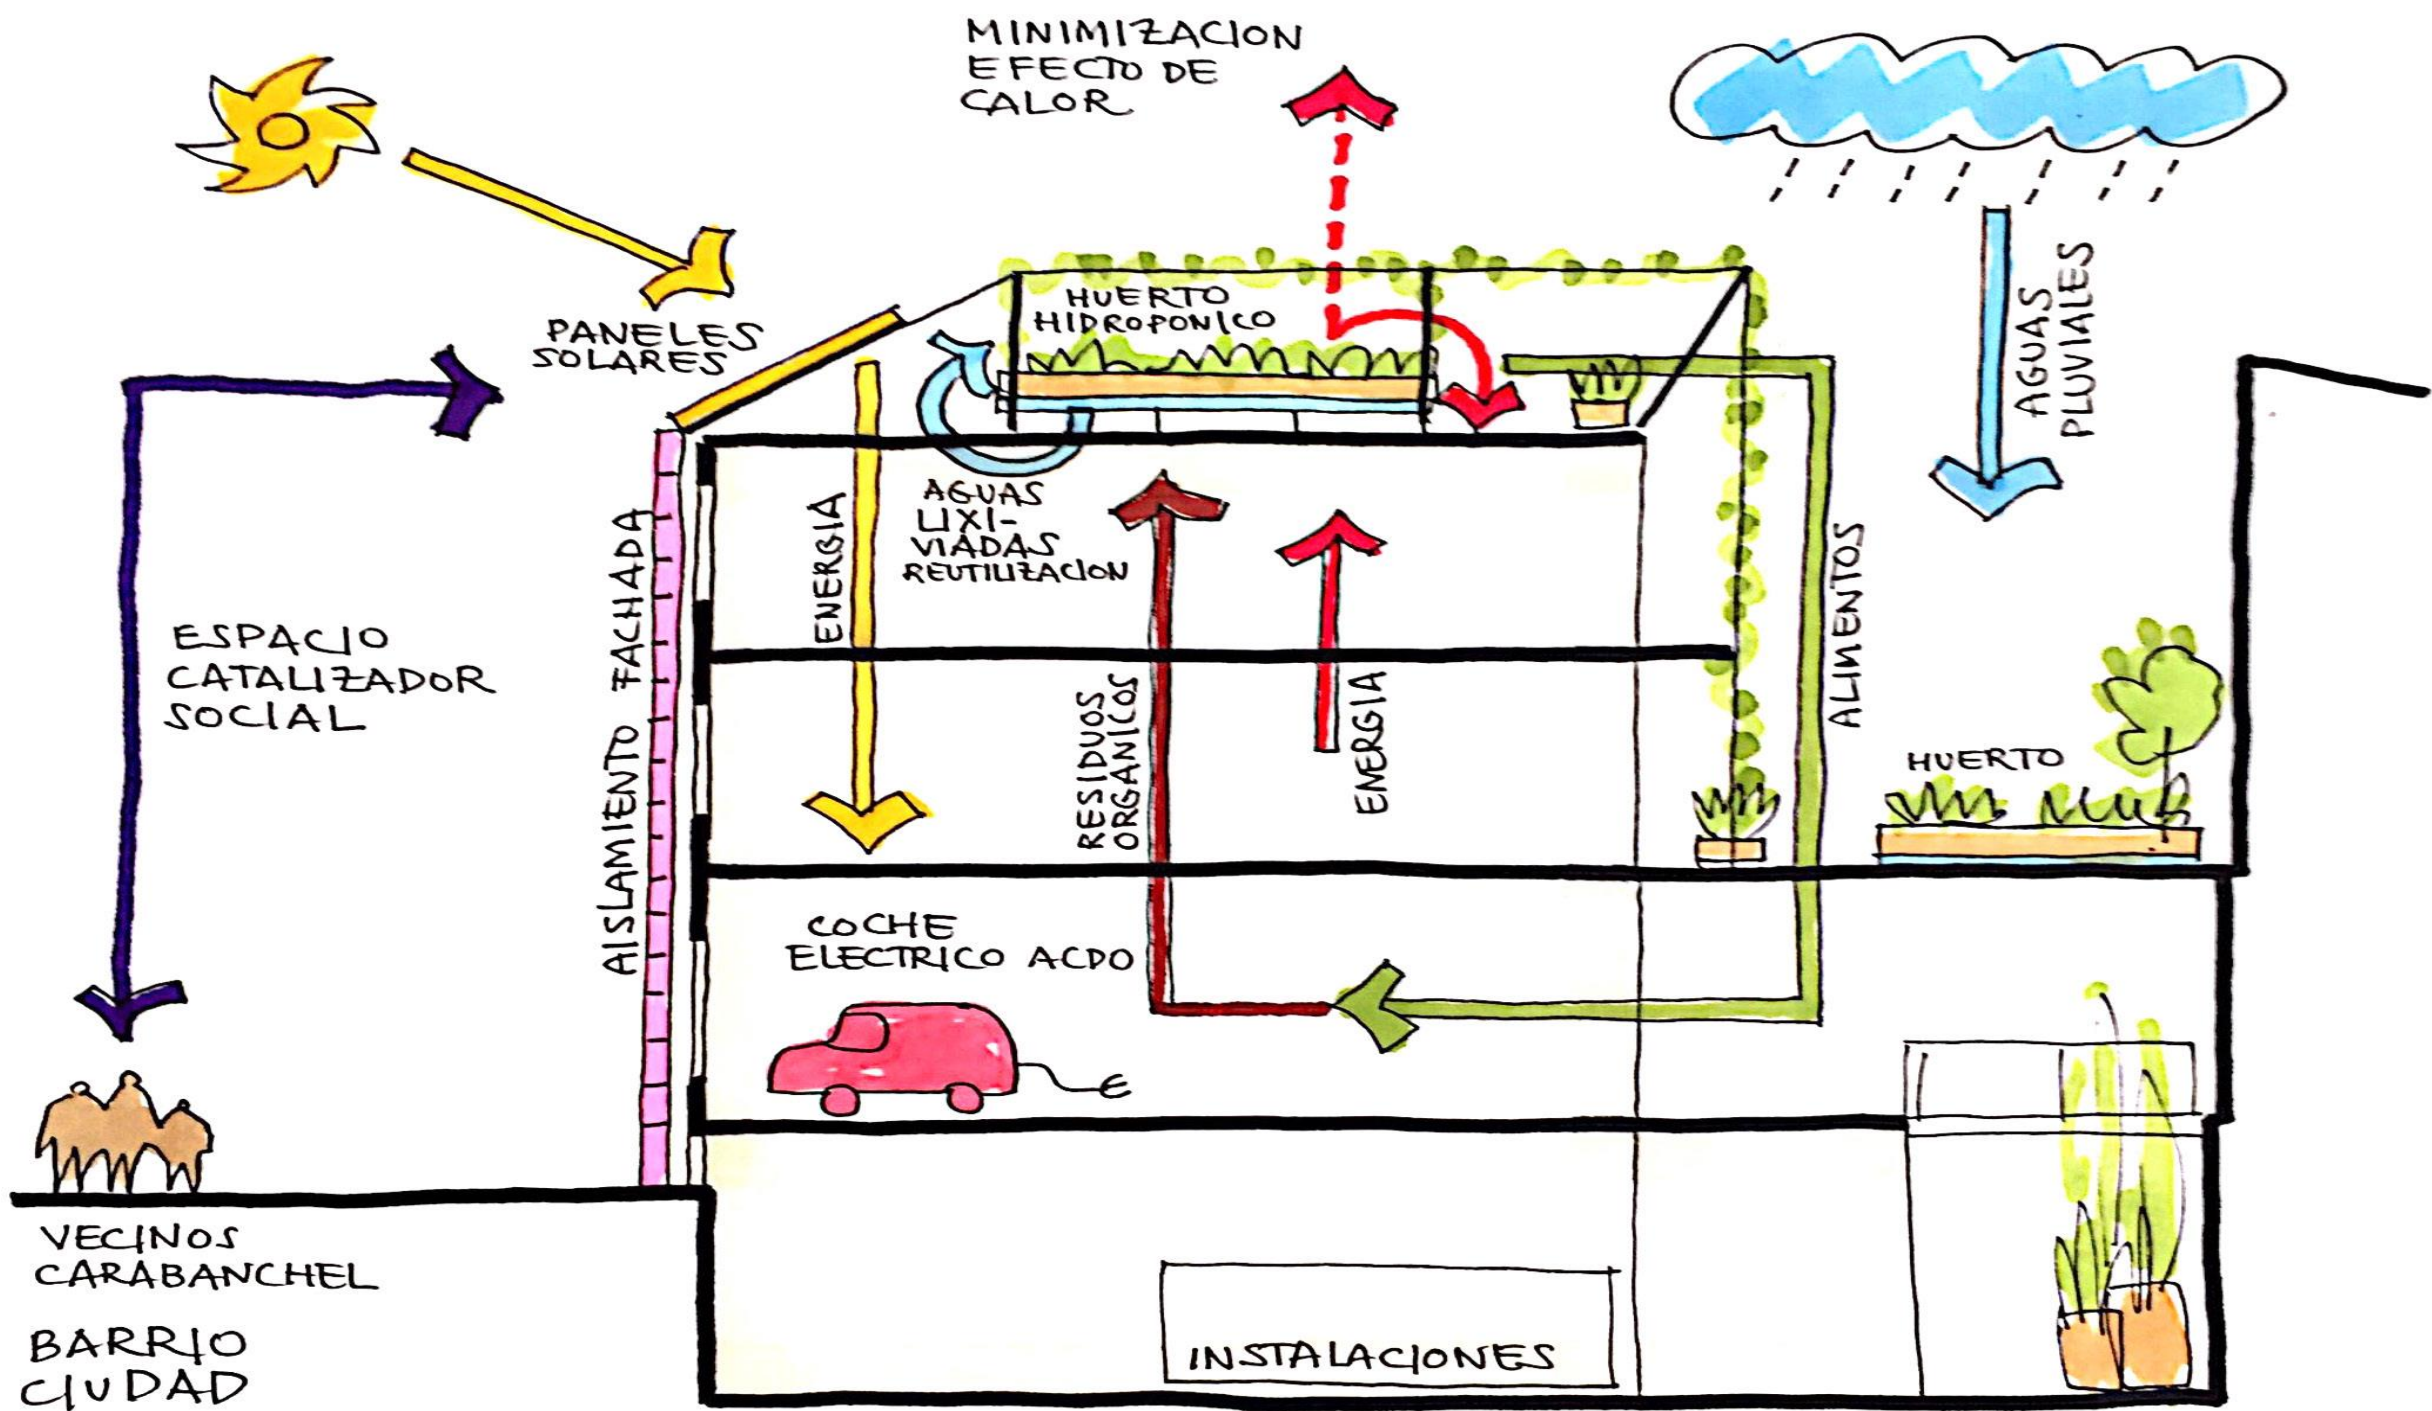 MINIMIZACION
EFECTO DE
CALOR
PANELES
SOLARES
HUERTO
HIDROPONICO
AGUAS
PLUVIALES
ESPACIO
CATALIZADOR
SOCIAL
AISLAMIENTO FACHADA
ENERGIA
AGUAS
LIXI-
VIADAS
REUTILIZACION
RESIDUOS
ORGANICOS
ENERGIA
ALIMENTOS
HUERTO
COCHE
ELECTRICO ACPO
VECINOS
CARABANCHEL
BARRIO
CIUDAD
INSTALACIONES